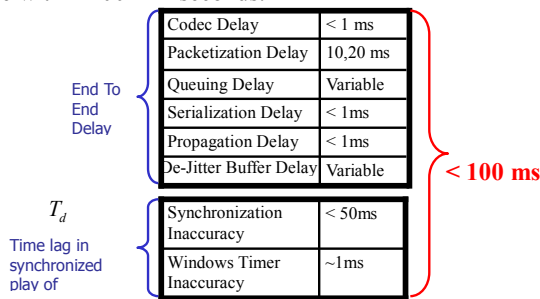 Codec Delay < 1 ms
Packetization Delay 10,20 ms
Queuing Delay Variable
Serialization Delay < 1ms
Propagation Delay < 1ms
De-Jitter Buffer Delay Variable
End To
End
Delay
< 100 ms
T_d
Time lag in
synchronized
play of
Synchronization < 50ms
Inaccuracy
Windows Timer ~1ms
Inaccuracy